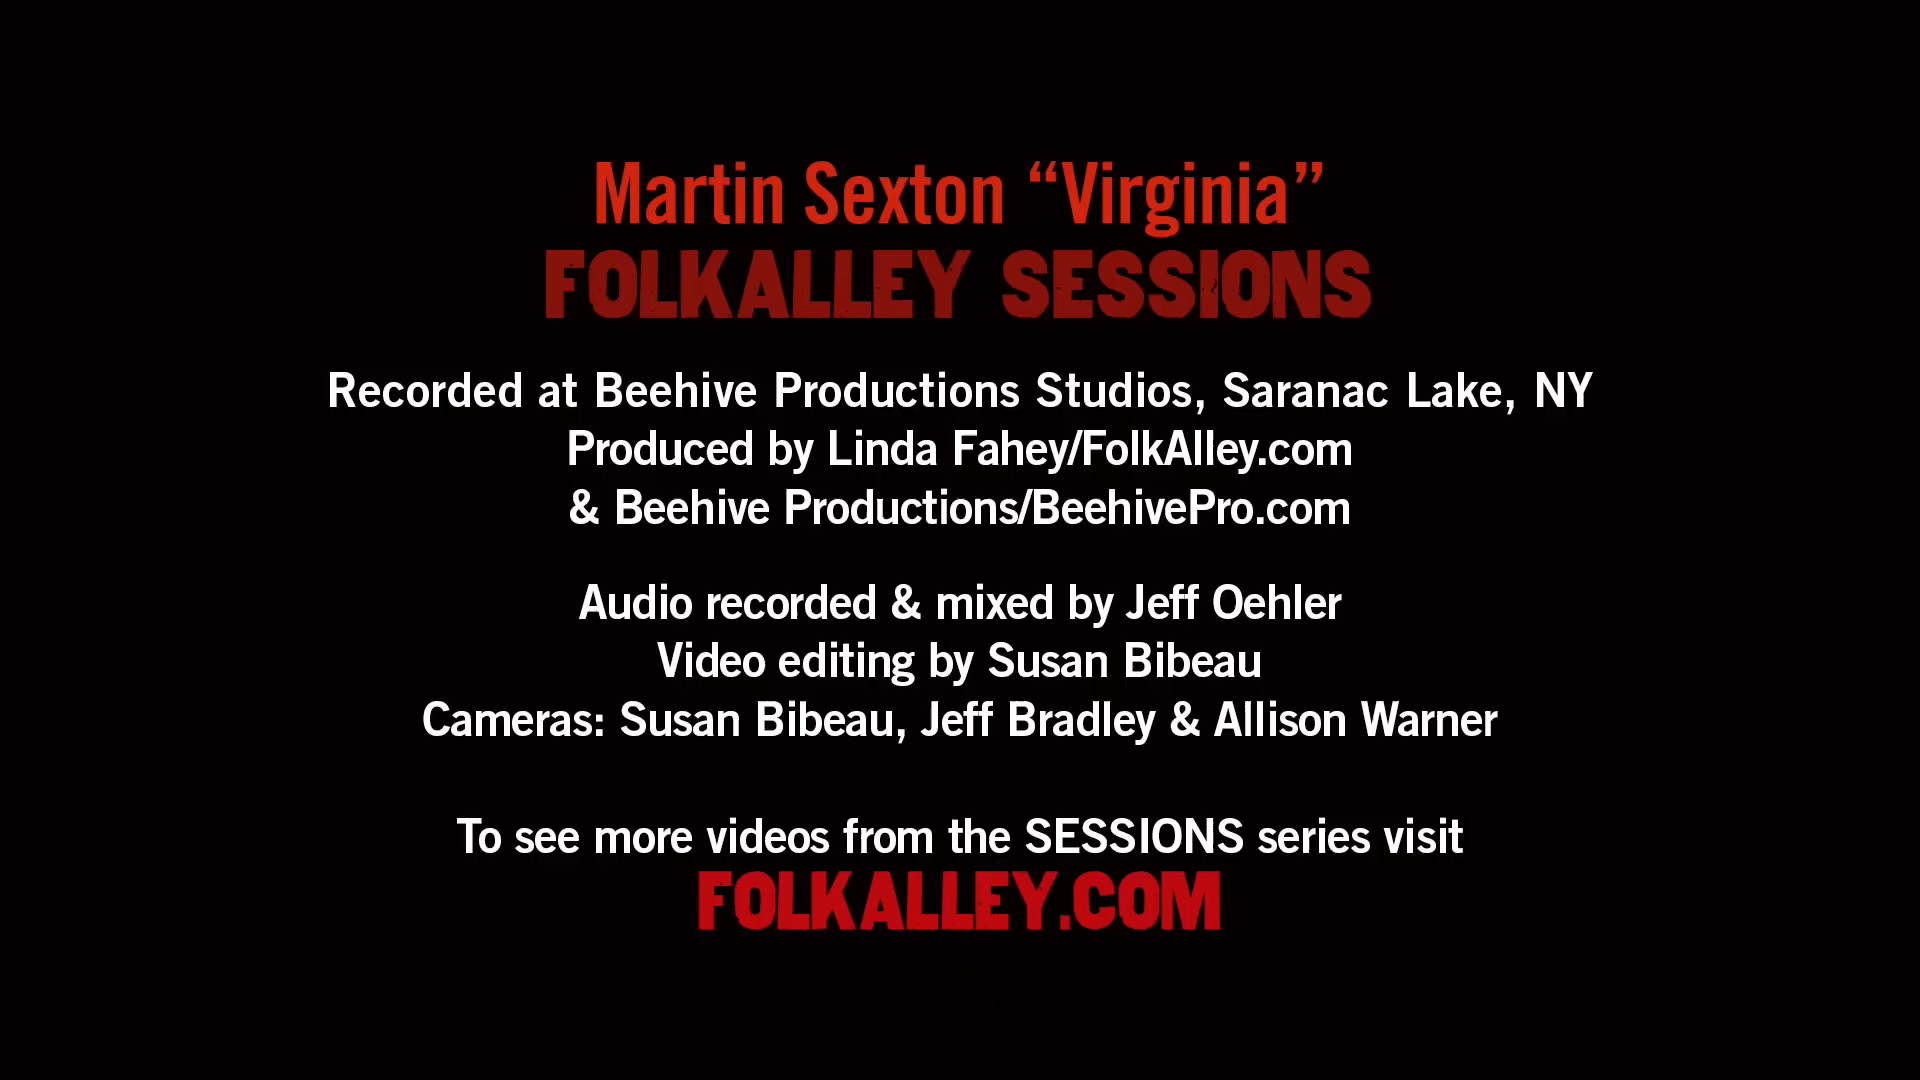 Martin Sexton “Virginia”
FOLKALLEY SESSIONS
Recorded at Beehive Productions Studios, Saranac Lake, NY
Produced by Linda Fahey/FolkAlley.com
& Beehive Productions/BeehivePro.com
Audio recorded & mixed by Jeff Oehler
Video editing by Susan Bibeau
Cameras: Susan Bibeau, Jeff Bradley & Allison Warner
To see more videos from the SESSIONS series visit
FOLKALLEY.COM